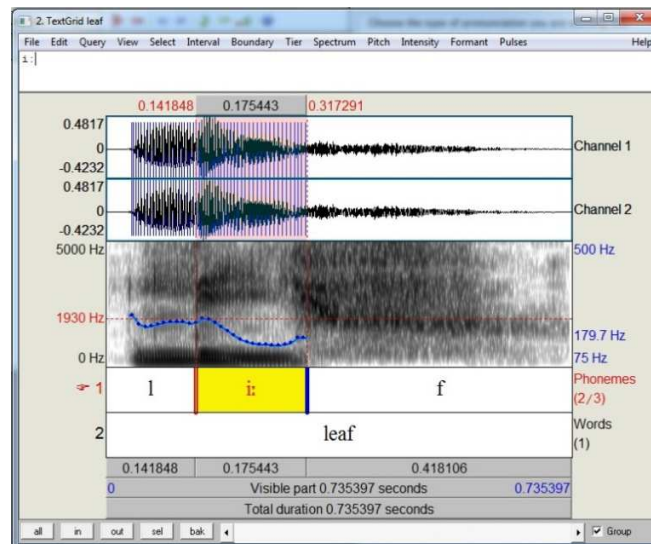 2. TextGrid leaf
File Edit Query View Select Interval Boundary Tier Spectrum Pitch Intensity Formant Pulses Help
i:
0.141848 0.175443 0.317291
0.4817
0
-0.4232
Channel 1
0.4817
0
-0.4232
Channel 2
5000 Hz 500 Hz
1930 Hz
179.7 Hz
0 Hz 75 Hz
1 l i: f Phonemes
(2/3)
2 leaf Words
(1)
0.141848 0.175443 0.418106
0 Visible part 0.735397 seconds 0.735397
Total duration 0.735397 seconds
all in out sel bak Group